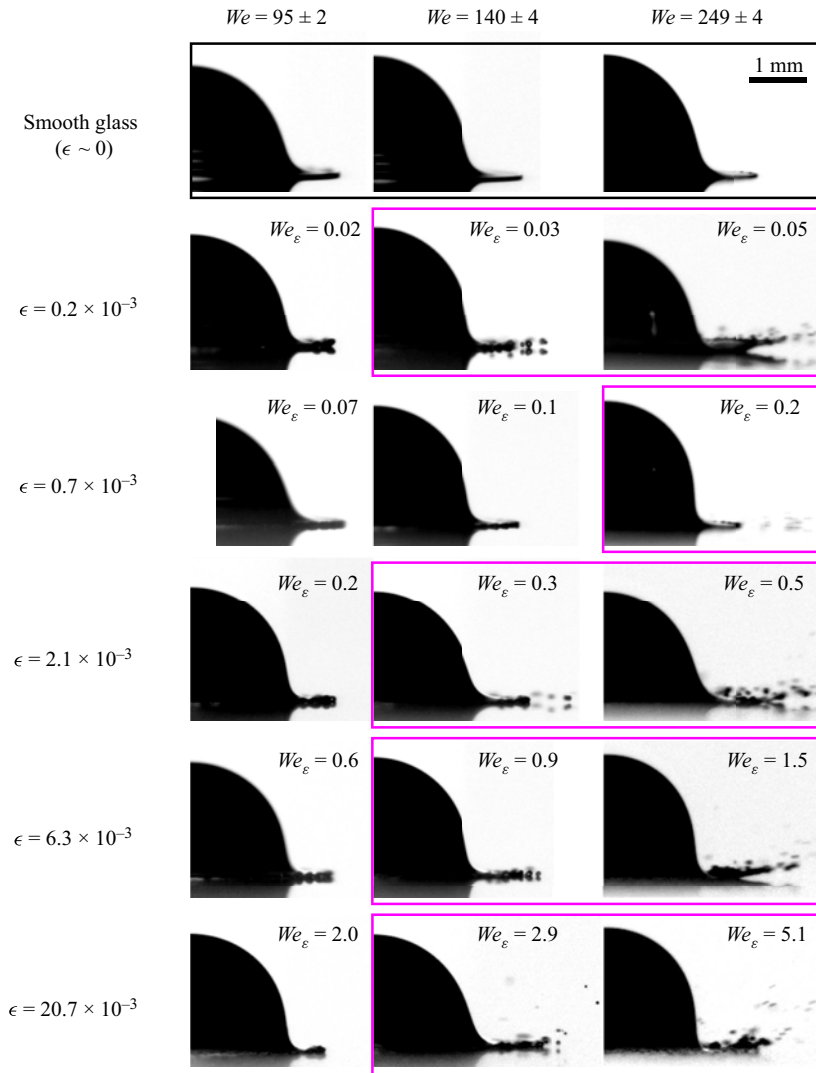 We = 95 ± 2 We = 140 ± 4 We = 249 ± 4
1 mm
Smooth glass
(ϵ ~ 0)
We_ε = 0.02 We_ε = 0.03 We_ε = 0.05
ϵ = 0.2 × 10⁻³
We_ε = 0.07 We_ε = 0.1 We_ε = 0.2
ϵ = 0.7 × 10⁻³
We_ε = 0.2 We_ε = 0.3 We_ε = 0.5
ϵ = 2.1 × 10⁻³
We_ε = 0.6 We_ε = 0.9 We_ε = 1.5
ϵ = 6.3 × 10⁻³
We_ε = 2.0 We_ε = 2.9 We_ε = 5.1
ϵ = 20.7 × 10⁻³